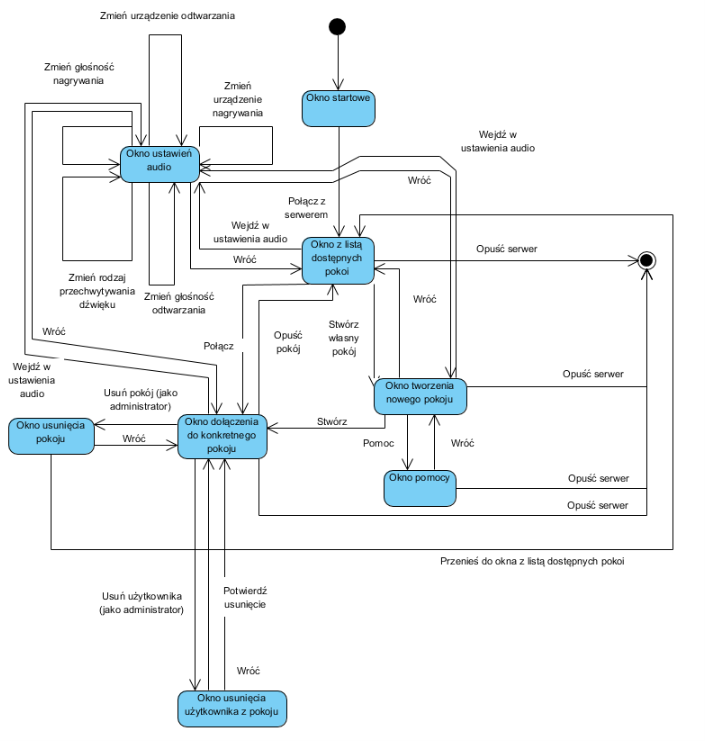 Zmień urządzenie odtwarzania
Zmień głośność
nagrywania
Zmień
urządzenie
nagrywania
Okno startowe
Wejdź w
ustawienia audio
Okno ustawień
audio
Wróć
Połącz z
serwerem
Wejdź w
ustawienia audio
Wróć
Okno z listą
dostępnych
pokoi
Opuść serwer
Zmień rodzaj
przechwytywania
dźwięku
Zmień głośność
odtwarzania
Wróć
Wróć
Połącz
Opuść
pokój
Stwórz
własny
pokój
Wejdź w
ustawienia
audio
Opuść serwer
Usuń pokój (jako
administrator)
Okno tworzenia
nowego pokoju
Okno usunięcia
pokoju
Wróć
Okno dołączenia
do konkretnego
pokoju
Stwórz
Pomoc
Wróć
Okno pomocy
Opuść serwer
Opuść serwer
Przenieś do okna z listą dostępnych pokoi
Usuń użytkownika
(jako administrator)
Potwierdź
usunięcie
Wróć
Okno usunięcia
użytkownika z pokoju